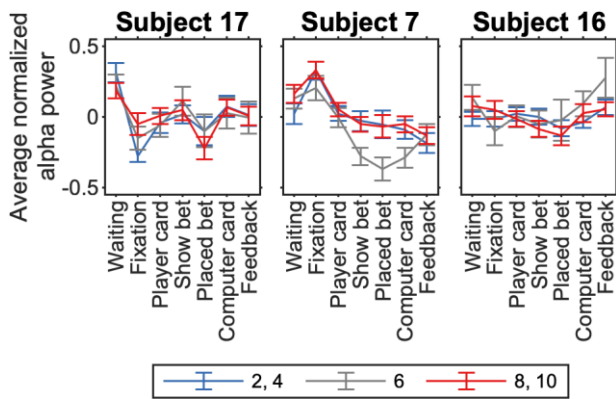 Subject 17 Subject 7 Subject 16
Average normalized
alpha power
0.5
0
-0.5
Waiting
Fixation
Player card
Show bet
Placed bet
Computer card
Feedback
Waiting
Fixation
Player card
Show bet
Placed bet
Computer card
Feedback
Waiting
Fixation
Player card
Show bet
Placed bet
Computer card
Feedback
2, 4 6 8, 10